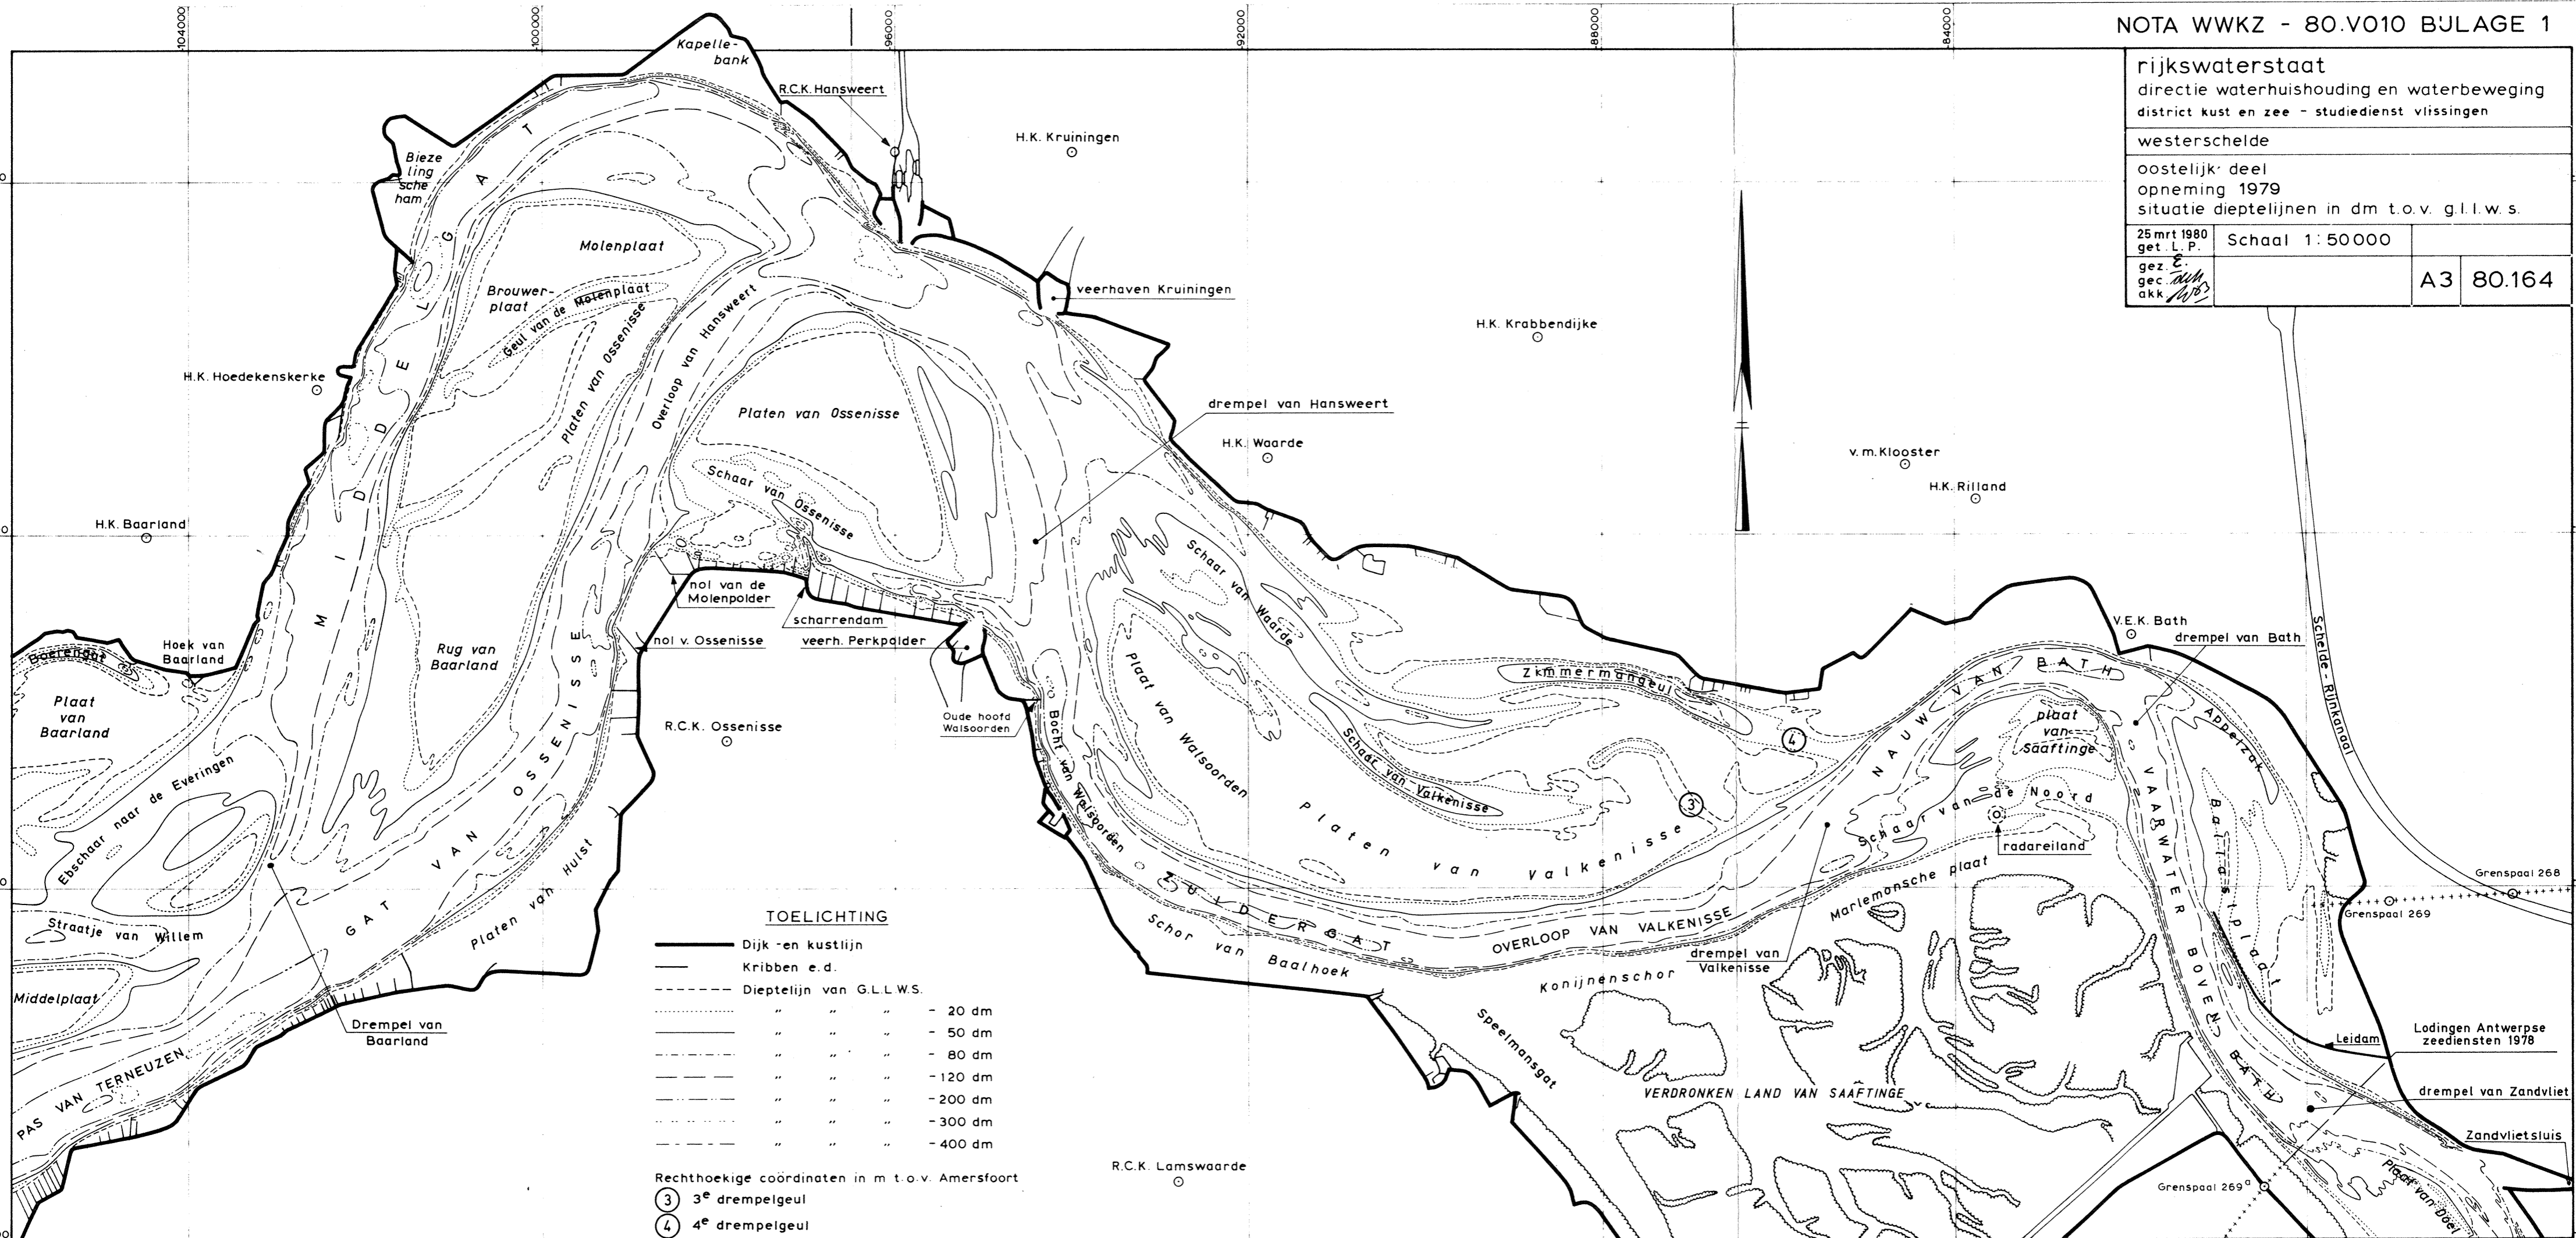 NOTA WWKZ - 80.V010 BIJLAGE 1
rijkswaterstaat
directie waterhuishouding en waterbeweging
district kust en zee - studiedienst vlissingen
westerschelde
oostelijk deel
opneming 1979
situatie dieptelijnen in dm t.o.v. g.l.l.w.s.
25 mrt 1980
get. L.P.
Schaal 1:50000
gez.
gec.
akk.
A3 80.164
-104000
-100000
-96000
-92000
-88000
-84000
Kapelle-
bank
R.C.K. Hansweert
H.K. Kruiningen
Bieze
ling
sche
ham
MIDDELGAT
Molenplaat
Brouwer-
plaat
Geul van de Molenplaat
Platen van Ossenisse
Overloop van Hansweert
veerhaven Kruiningen
H.K. Krabbendijke
H.K. Hoedekenskerke
Platen van Ossenisse
drempel van Hansweert
H.K. Waarde
v.m. Klooster
H.K. Rilland
Schaar van Ossenisse
H.K. Baarland
Schaar van Waarde
nol van de
Molenpolder
scharrendam
nol v. Ossenisse
veerh. Perkpolder
Hoek van
Baarland
Boerengat
Rug van
Baarland
Plaat
van
Baarland
R.C.K. Ossenisse
Oude hoofd
Walsoorden
Bocht van Walsoorden
Plaat van Walsoorden
Zimmermangeul
Schaar van Valkenisse
4
3
V.E.K. Bath
drempel van Bath
Schelde - Rijnkanaal
NAUW VAN BATH
plaat
van
Saaftinge
Appelzak
Ballastplaat
Schaar van de Noord
radareiland
VAARWATER BOVEN BATH
Platen van Valkenisse
Ebschaar naar de Everingen
GAT VAN OSSENISSE
Platen van Hulst
Straatje van Willem
Middelplaat
Drempel van
Baarland
PAS VAN TERNEUZEN
ZUIDERGAT
Schor van Baalhoek
OVERLOOP VAN VALKENISSE
drempel van
Valkenisse
Marlemonsche plaat
Konijnenschor
Speelmansgat
VERDRONKEN LAND VAN SAAFTINGE
Grenspaal 268
Grenspaal 269
Leidam
Lodingen Antwerpse
zeediensten 1978
drempel van Zandvliet
Zandvlietsluis
Grenspaal 269a
Plaat van Doel
R.C.K. Lamswaarde
TOELICHTING
Dijk -en kustlijn
Kribben e.d.
Dieptelijn van G.L.L.W.S.
" " " - 20 dm
" " " - 50 dm
" " " - 80 dm
" " " -120 dm
" " " -200 dm
" " " -300 dm
" " " -400 dm
Rechthoekige coördinaten in m t.o.v. Amersfoort
3 3e drempelgeul
4 4e drempelgeul